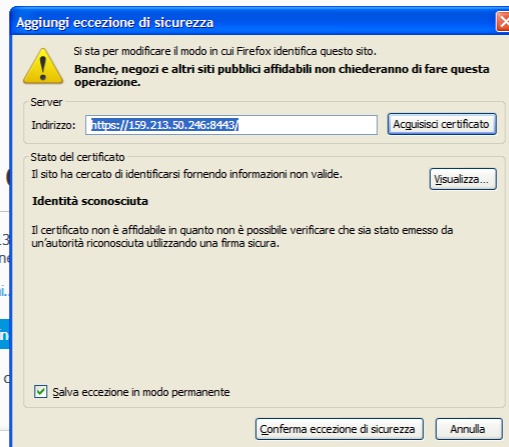 Aggiungi eccezione di sicurezza
Si sta per modificare il modo in cui Firefox identifica questo sito.
Banche, negozi e altri siti pubblici affidabili non chiederanno di fare questa
operazione.
Server
Indirizzo: https://159.213.50.246:8443/ Acquisisci certificato
Stato del certificato
Il sito ha cercato di identificarsi fornendo informazioni non valide. Visualizza...
Identità sconosciuta
Il certificato non è affidabile in quanto non è possibile verificare che sia stato emesso da
un'autorità riconosciuta utilizzando una firma sicura.
Salva eccezione in modo permanente
Conferma eccezione di sicurezza Annulla